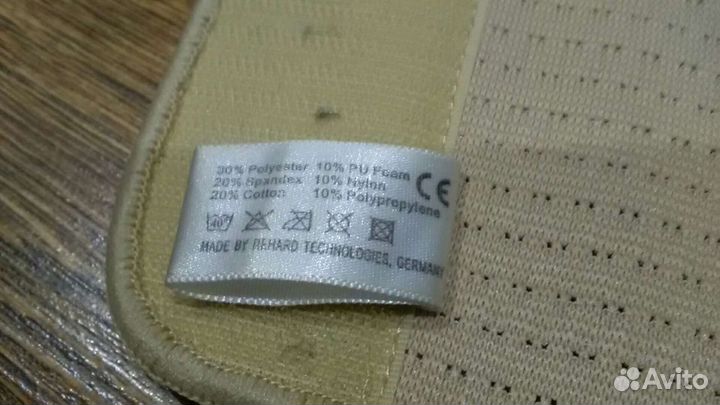 30% Polyester 10% PU Foam
20% Spandex 10% Nylon
20% Cotton 10% Polypropylene
CE
40
MADE BY REHARD TECHNOLOGIES, GERMANY
Avito